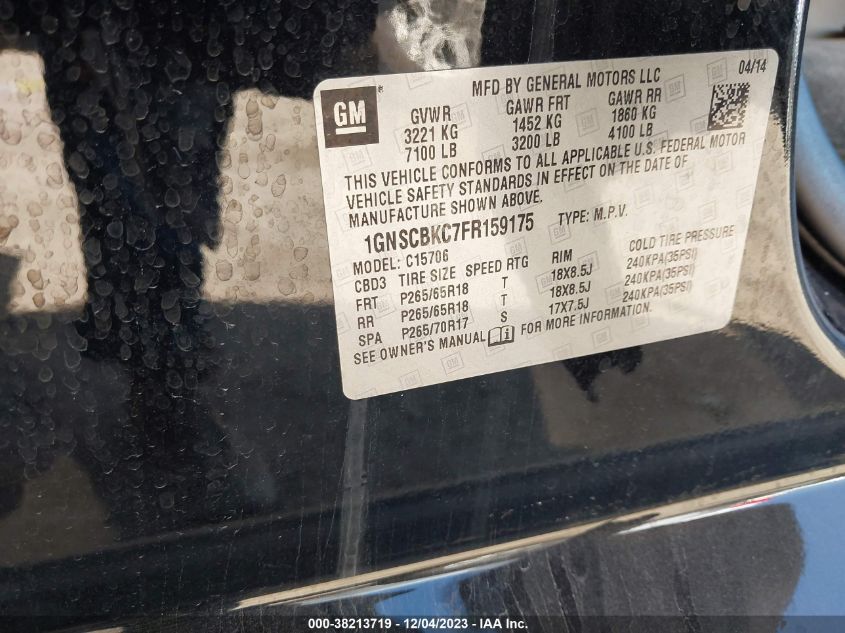 MFD BY GENERAL MOTORS LLC 04/14
GM
GVWR GAWR FRT GAWR RR
3221 KG 1452 KG 1860 KG
7100 LB 3200 LB 4100 LB
THIS VEHICLE CONFORMS TO ALL APPLICABLE U.S. FEDERAL MOTOR
VEHICLE SAFETY STANDARDS IN EFFECT ON THE DATE OF
MANUFACTURE SHOWN ABOVE.
1GNSCBKC7FR159175 TYPE: M.P.V.
MODEL: C15706
CBD3 TIRE SIZE SPEED RTG RIM COLD TIRE PRESSURE
FRT P265/65R18 T 18X8.5J 240KPA(35PSI)
RR P265/65R18 T 18X8.5J 240KPA(35PSI)
SPA P265/70R17 S 17X7.5J 240KPA(35PSI)
SEE OWNER'S MANUAL FOR MORE INFORMATION.
000-38213719 - 12/04/2023 - IAAI.com